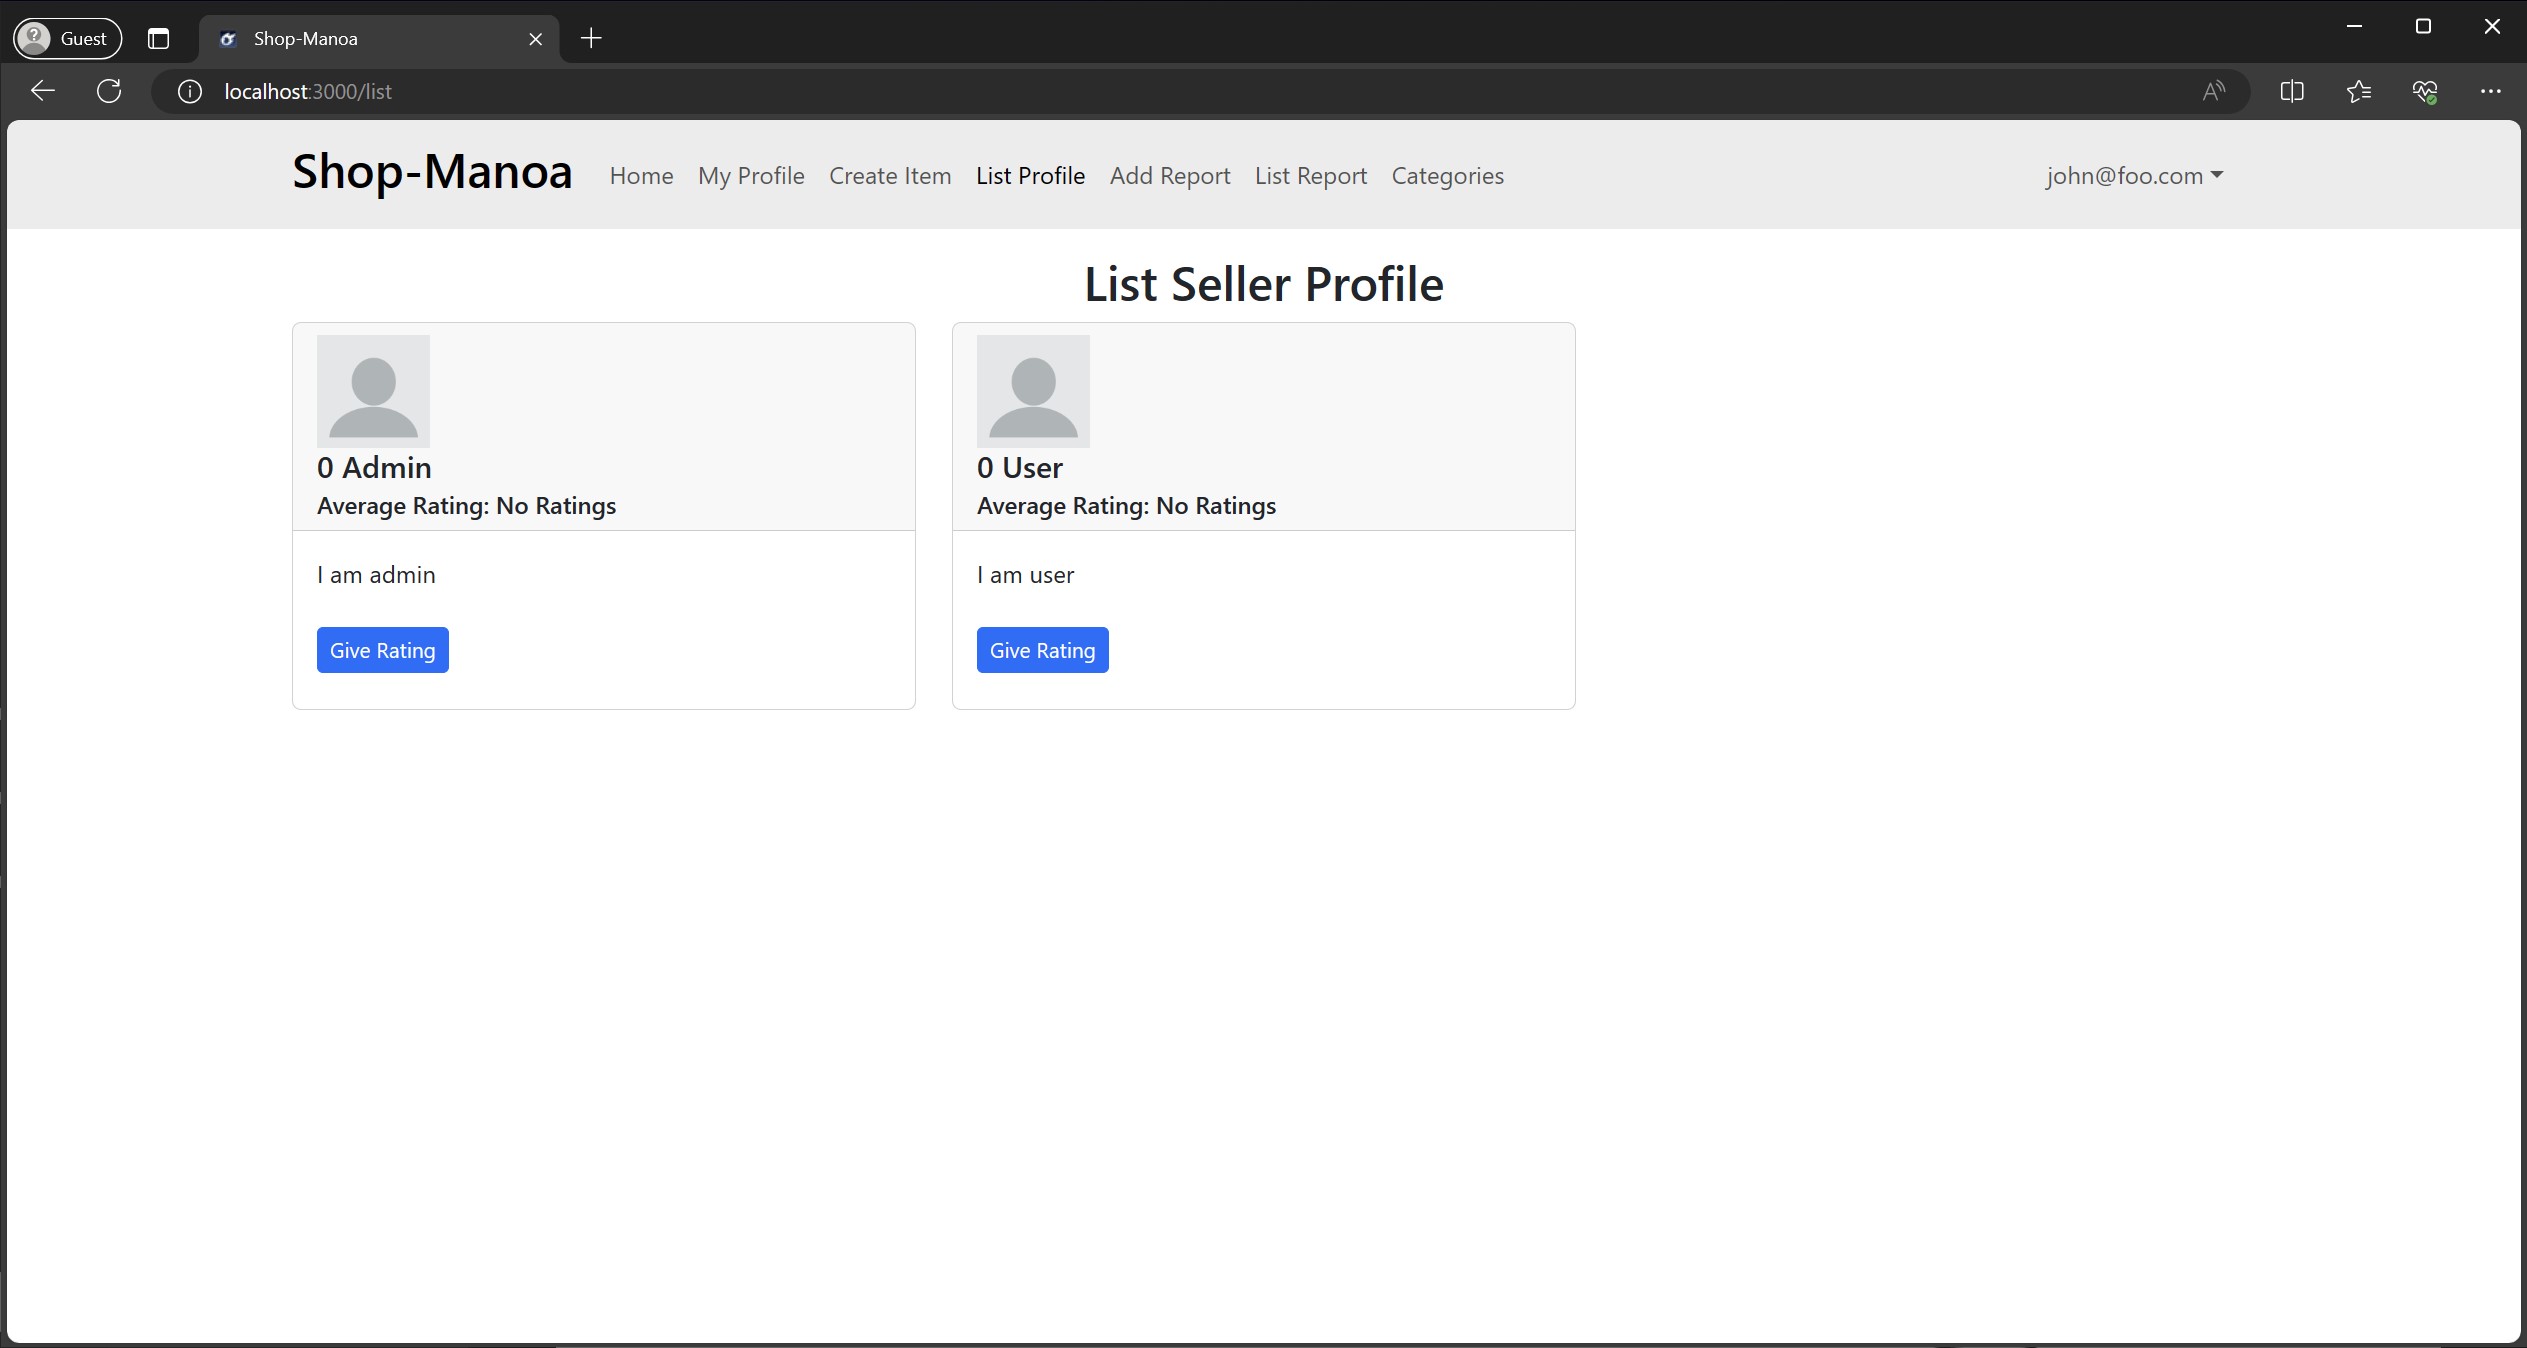 Guest
Shop-Manoa
localhost:3000/list
Shop-Manoa Home My Profile Create Item List Profile Add Report List Report Categories john@foo.com
List Seller Profile
0 Admin
Average Rating: No Ratings
I am admin
Give Rating
0 User
Average Rating: No Ratings
I am user
Give Rating